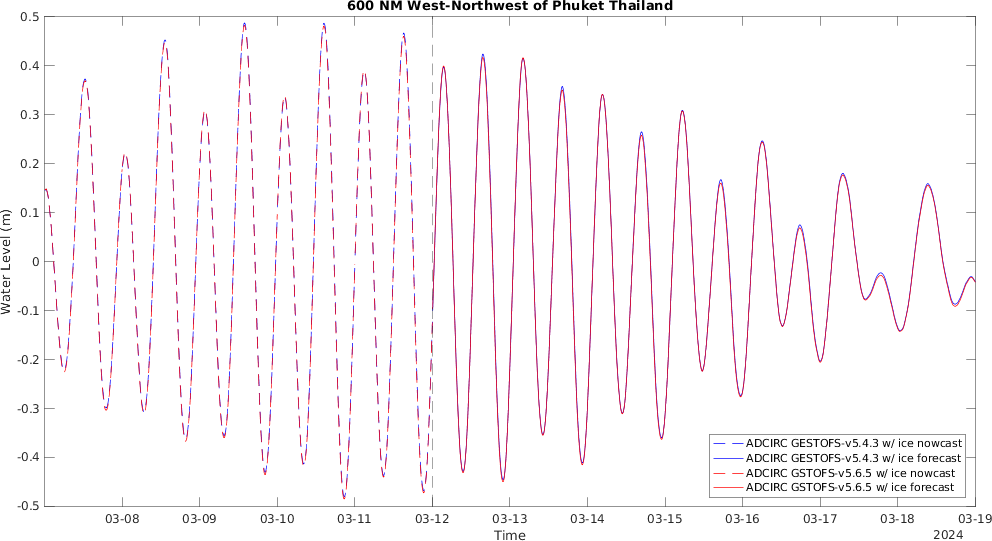 600 NM West-Northwest of Phuket Thailand
0.5
0.4
0.3
0.2
0.1
0
-0.1
-0.2
-0.3
-0.4
-0.5
Water Level (m)
ADCIRC GESTOFS-v5.4.3 w/ ice nowcast
ADCIRC GESTOFS-v5.4.3 w/ ice forecast
ADCIRC GSTOFS-v5.6.5 w/ ice nowcast
ADCIRC GSTOFS-v5.6.5 w/ ice forecast
03-08 03-09 03-10 03-11 03-12 03-13 03-14 03-15 03-16 03-17 03-18 03-19
Time
2024